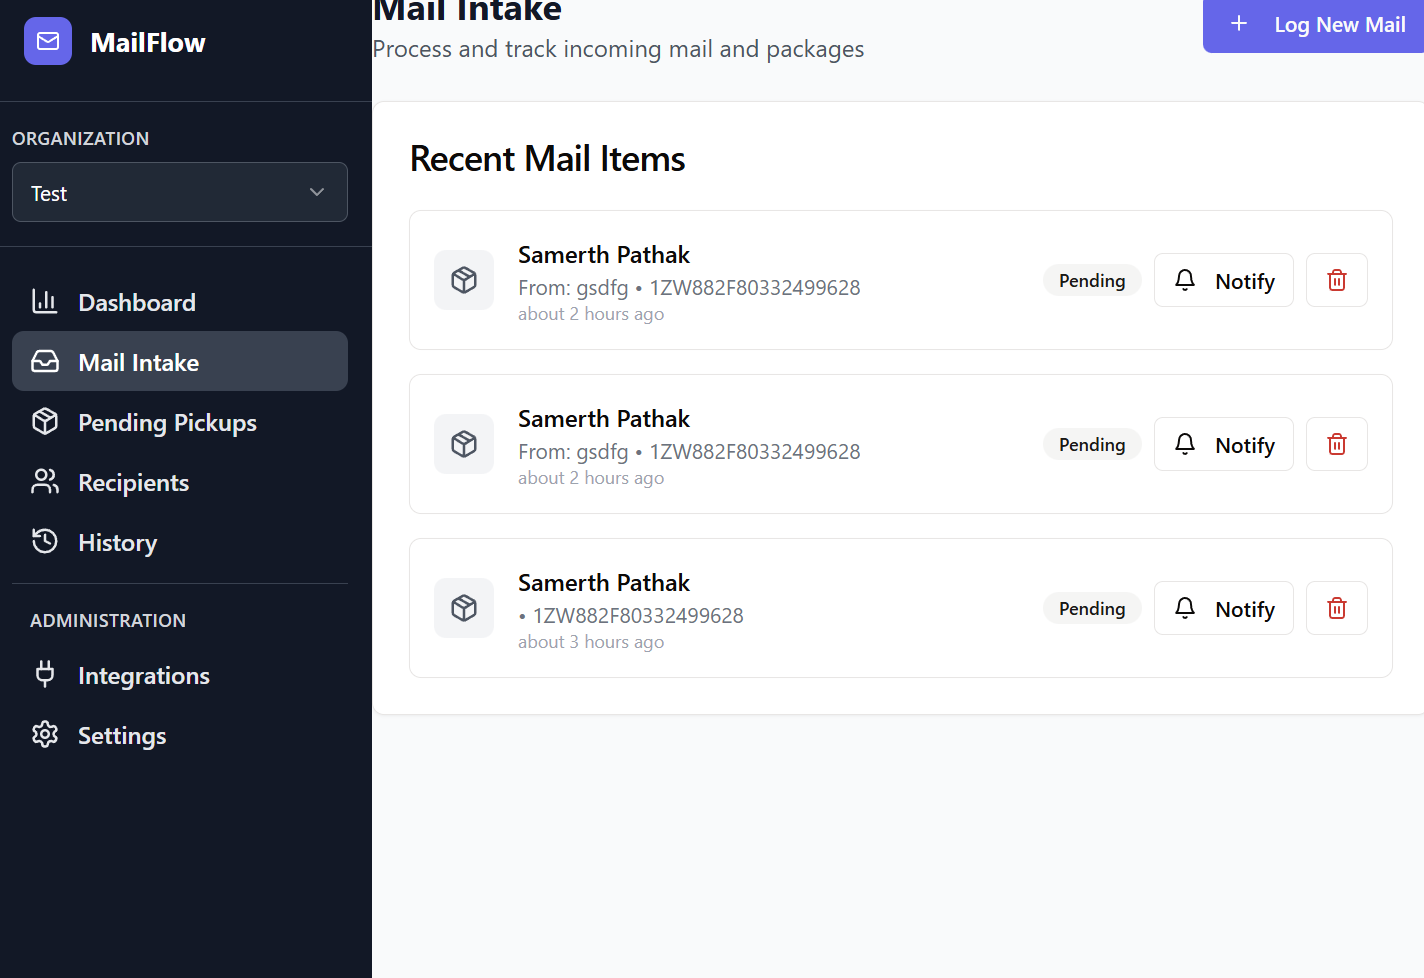 MailFlow
ORGANIZATION
Test
Dashboard
Mail Intake
Pending Pickups
Recipients
History
ADMINISTRATION
Integrations
Settings
Mail Intake
Process and track incoming mail and packages
Log New Mail
Recent Mail Items
Samerth Pathak
From: gsdfg • 1ZW882F80332499628
about 2 hours ago
Pending
Notify
Samerth Pathak
From: gsdfg • 1ZW882F80332499628
about 2 hours ago
Pending
Notify
Samerth Pathak
• 1ZW882F80332499628
about 3 hours ago
Pending
Notify